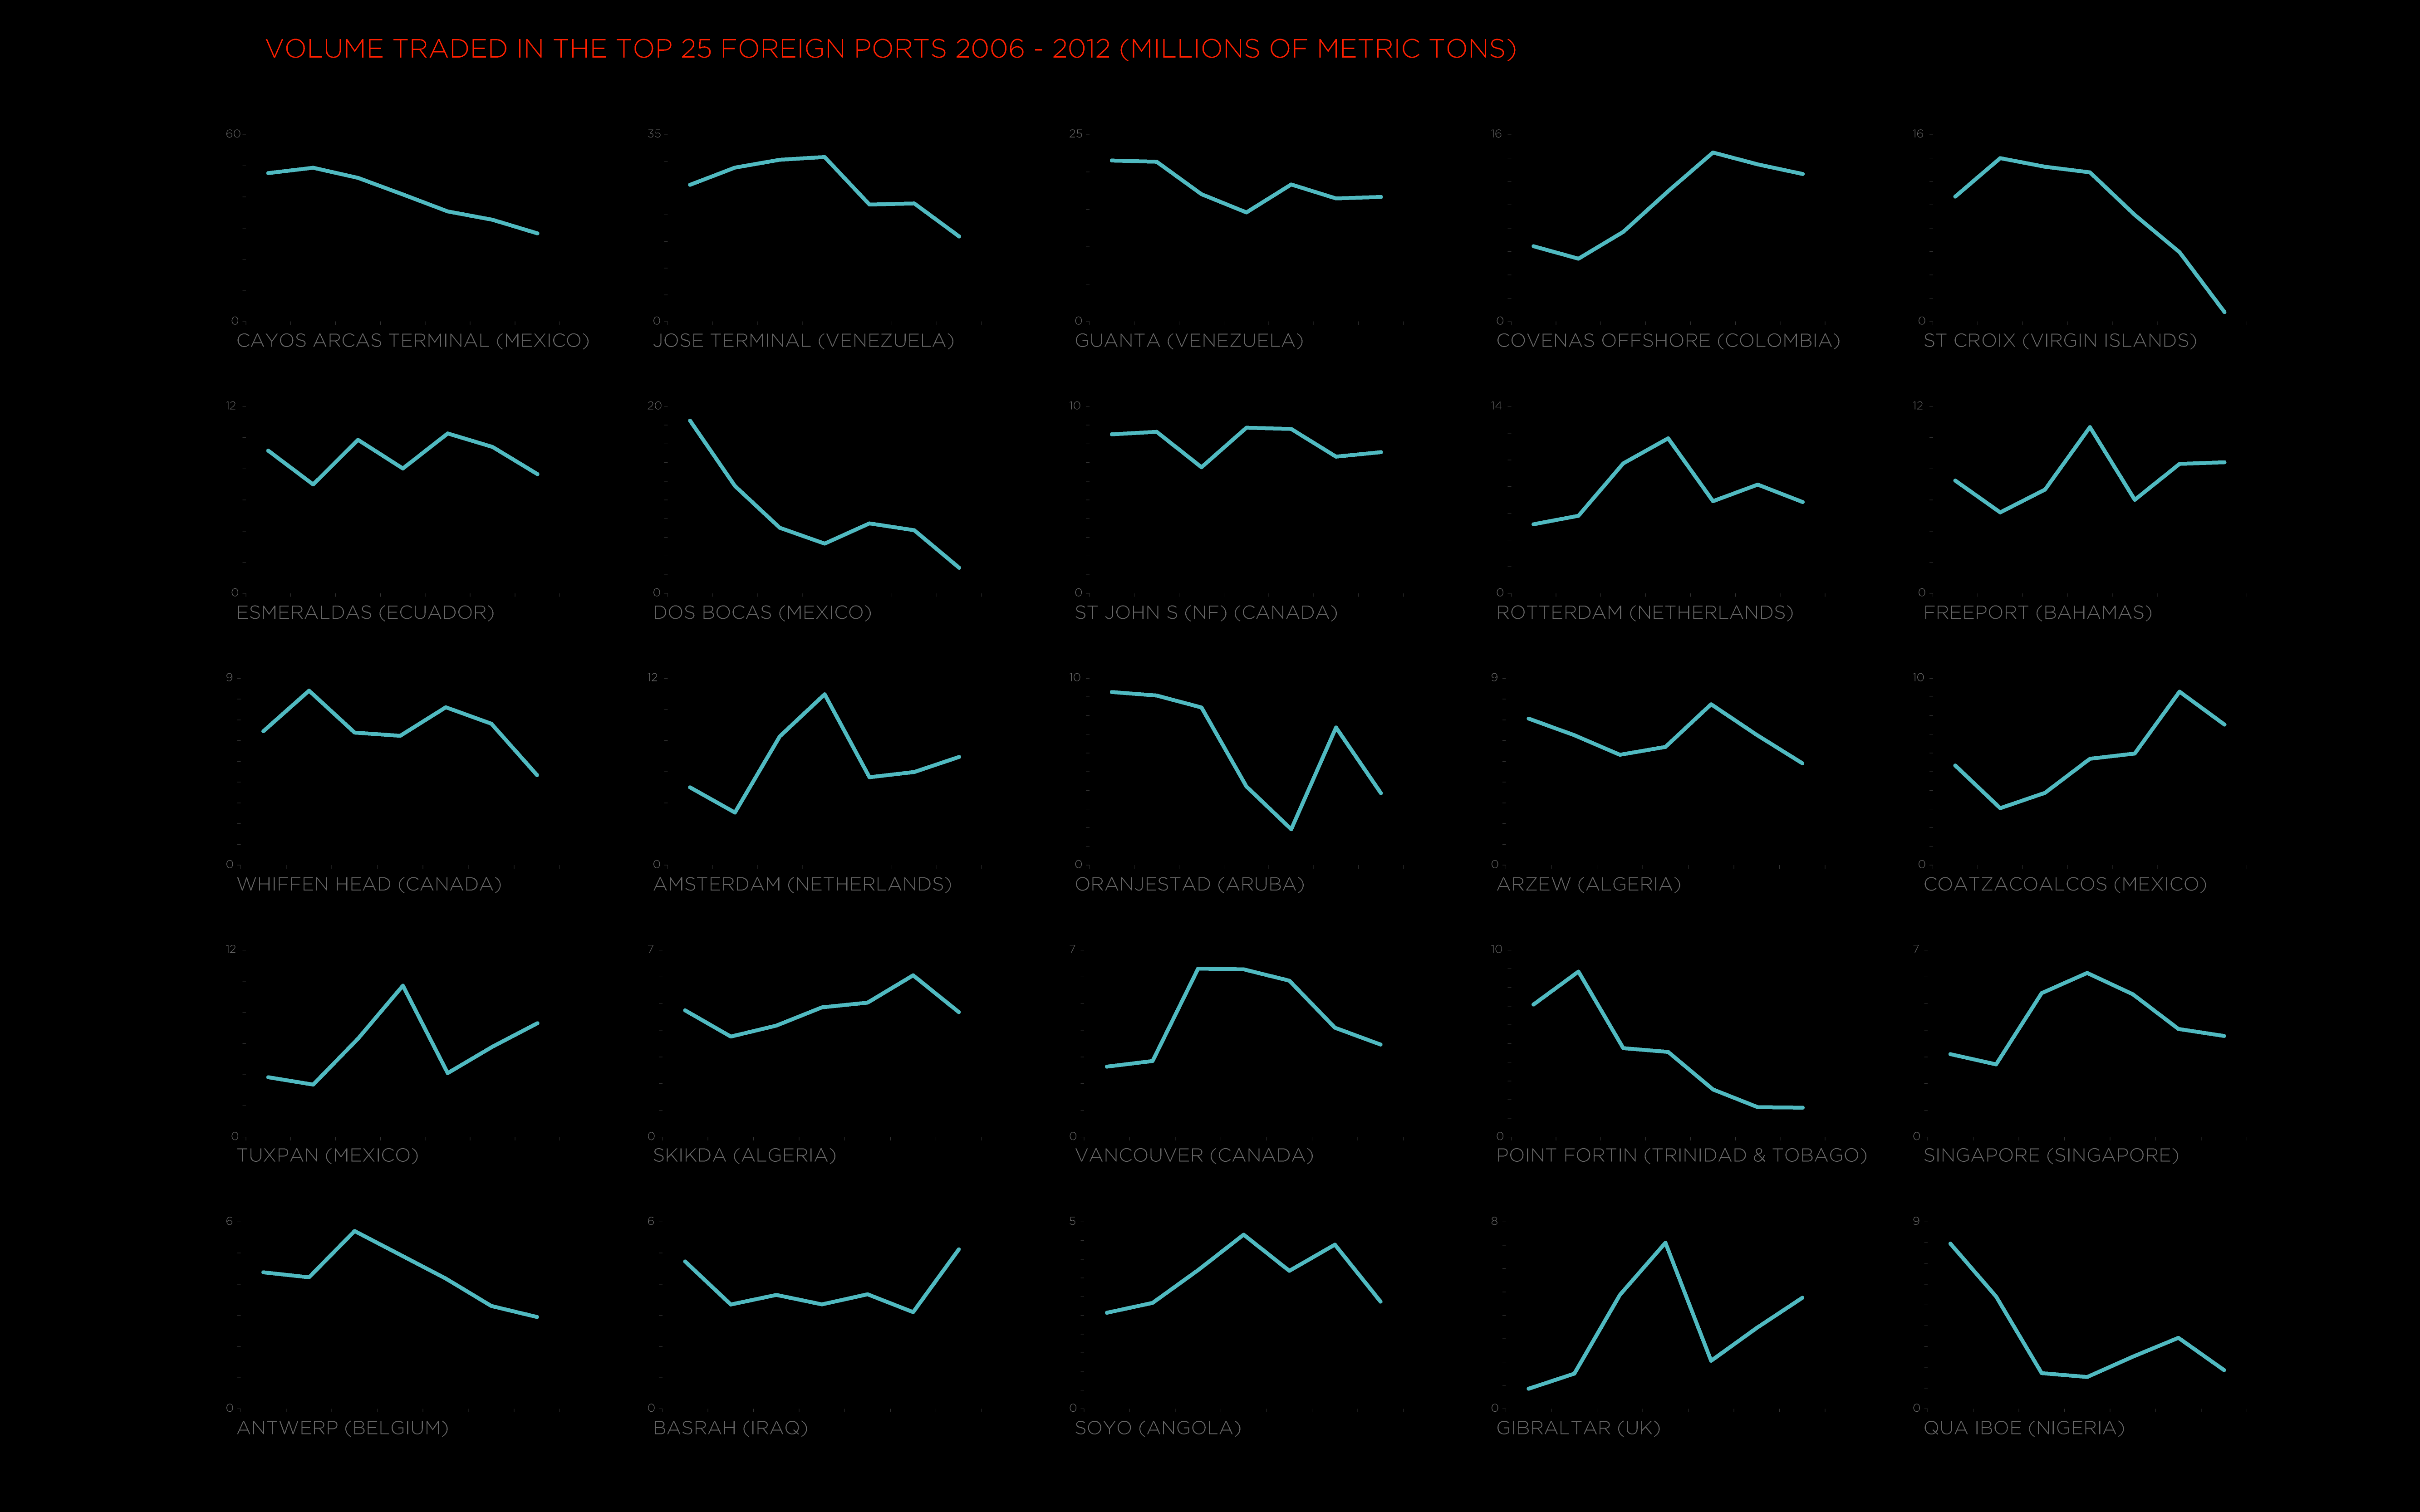 VOLUME TRADED IN THE TOP 25 FOREIGN PORTS 2006 - 2012 (MILLIONS OF METRIC TONS)
60 35 25 16 16
0 0 0 0 0
CAYOS ARCAS TERMINAL (MEXICO) JOSE TERMINAL (VENEZUELA) GUANTA (VENEZUELA) COVENAS OFFSHORE (COLOMBIA) ST CROIX (VIRGIN ISLANDS)
12 20 10 14 12
0 0 0 0 0
ESMERALDAS (ECUADOR) DOS BOCAS (MEXICO) ST JOHN S (NF) (CANADA) ROTTERDAM (NETHERLANDS) FREEPORT (BAHAMAS)
9 12 10 9 10
0 0 0 0 0
WHIFFEN HEAD (CANADA) AMSTERDAM (NETHERLANDS) ORANJESTAD (ARUBA) ARZEW (ALGERIA) COATZACOALCOS (MEXICO)
12 7 7 10 7
0 0 0 0 0
TUXPAN (MEXICO) SKIKDA (ALGERIA) VANCOUVER (CANADA) POINT FORTIN (TRINIDAD & TOBAGO) SINGAPORE (SINGAPORE)
6 6 5 8 9
0 0 0 0 0
ANTWERP (BELGIUM) BASRAH (IRAQ) SOYO (ANGOLA) GIBRALTAR (UK) QUA IBOE (NIGERIA)